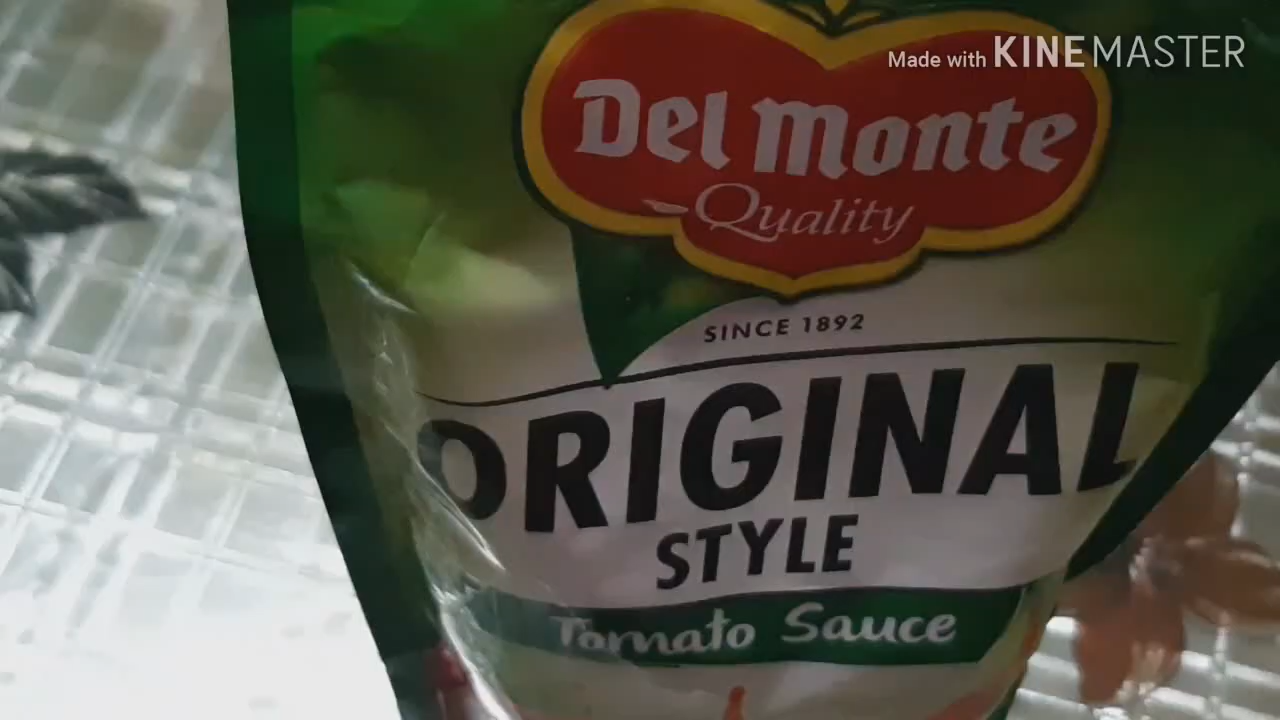 Made with KINEMASTER
Del Monte
Quality
SINCE 1892
ORIGINAL
STYLE
Tomato Sauce